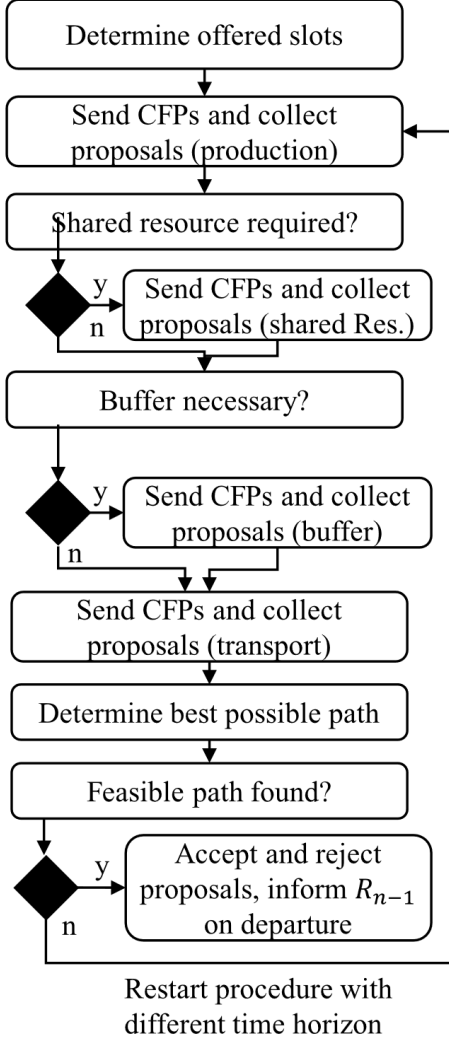 Determine offered slots
Send CFPs and collect
proposals (production)
Shared resource required?
y
Send CFPs and collect
proposals (shared Res.)
n
Buffer necessary?
y
Send CFPs and collect
proposals (buffer)
n
Send CFPs and collect
proposals (transport)
Determine best possible path
Feasible path found?
y
Accept and reject
proposals, inform $R_{n-1}$
on departure
n
Restart procedure with
different time horizon